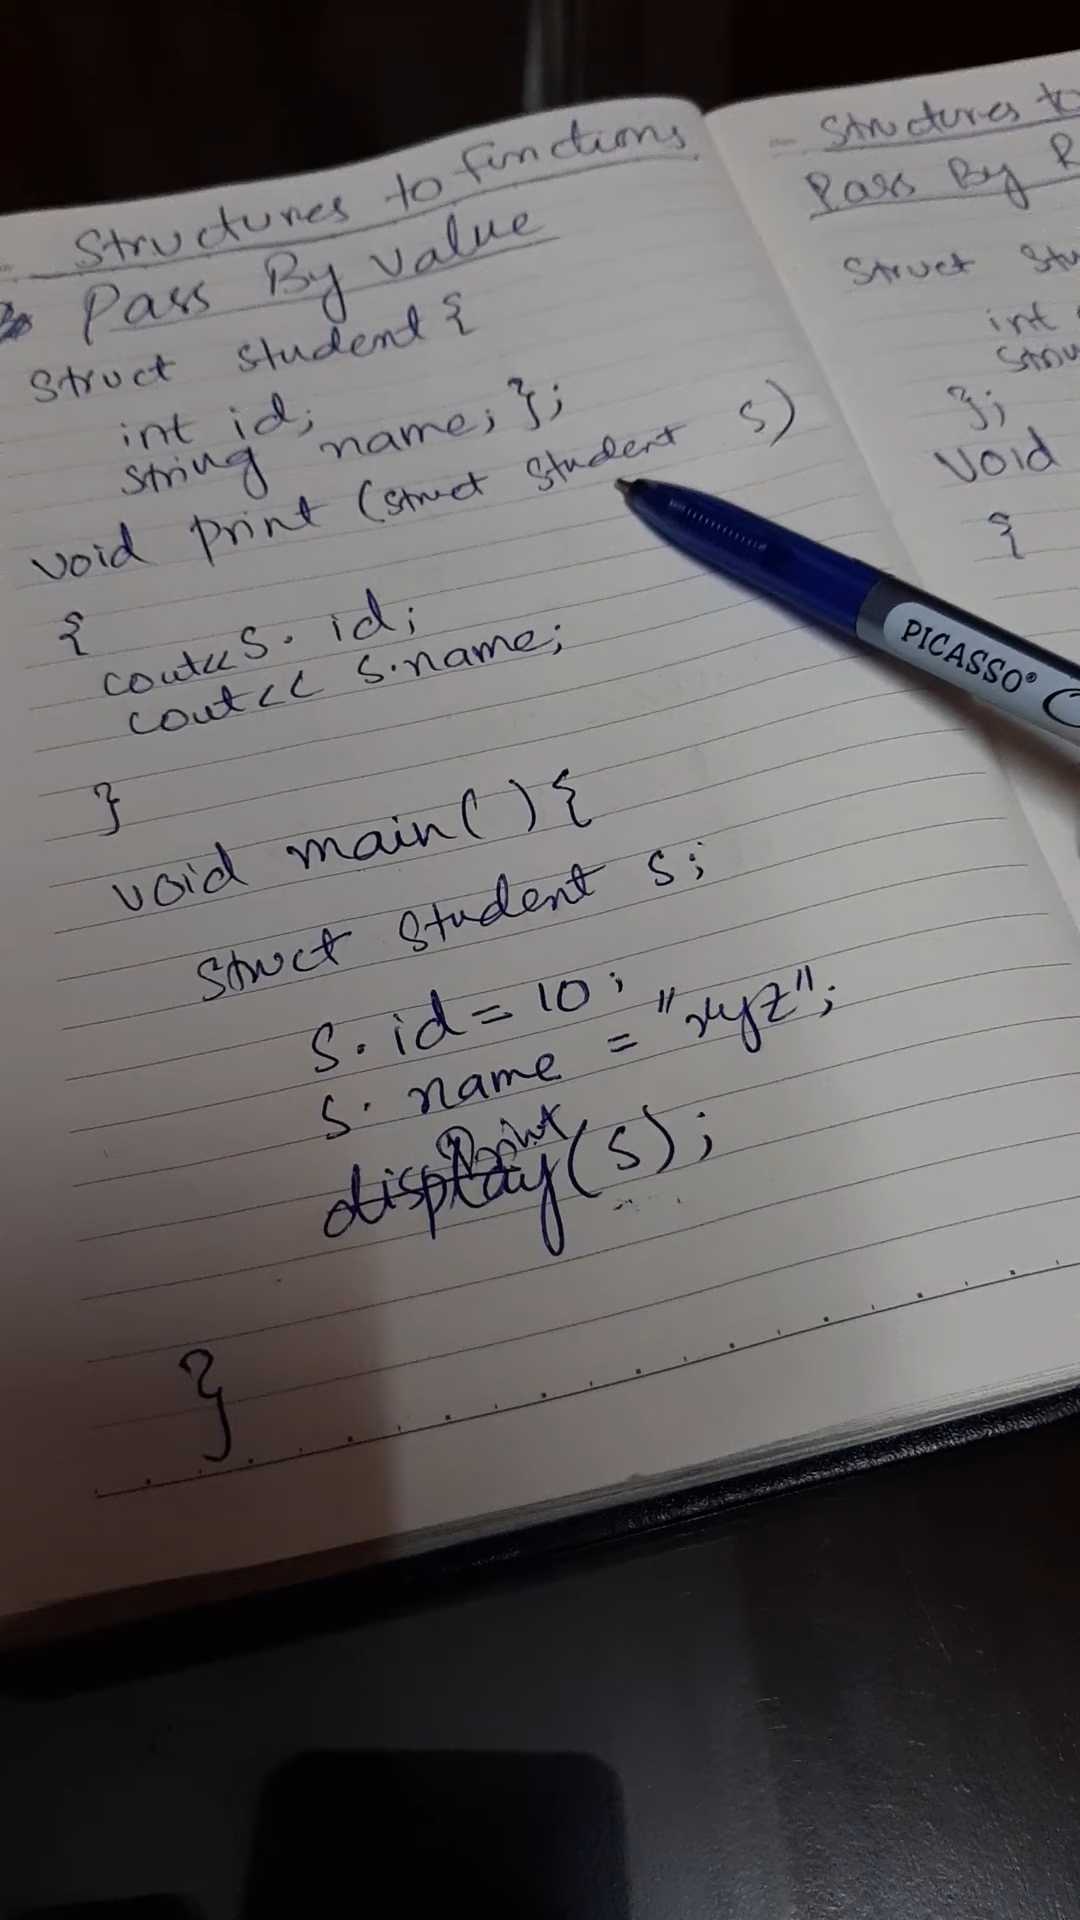 Structures to functions
Pass By Value
Struct student {
int id;
string name; };
void print (struct student s)
{
cout<<s. id;
cout<< s.name;
}
void main( ) {
Struct student s;
s. id = 10;
s. name = "xyz";
Print
display(s);
}
Structures to
Pass By R
Struct Stu
int
};
void
{
PICASSO®